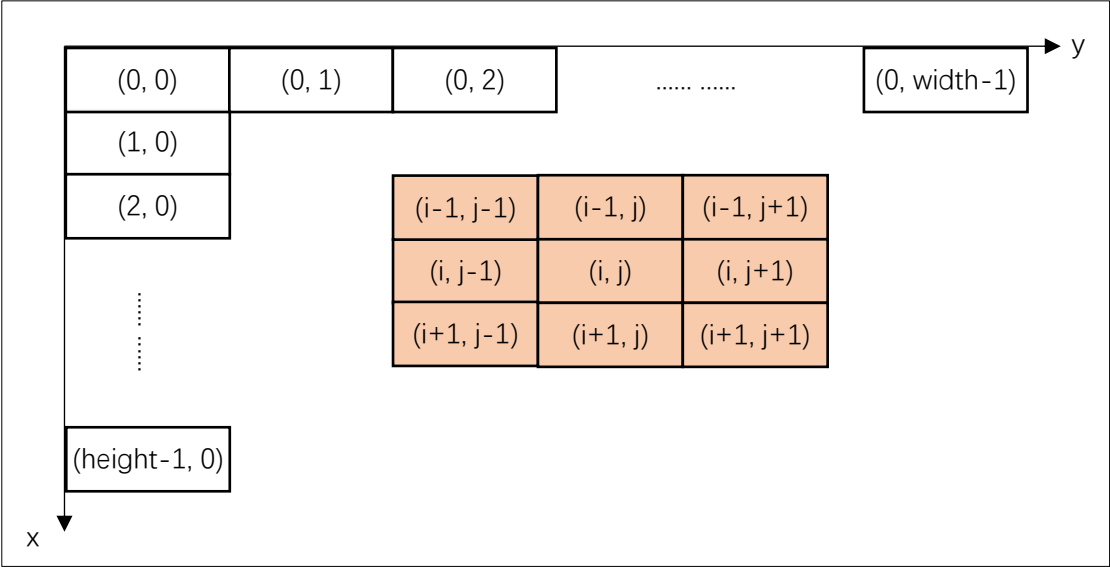 y
(0, 0) (0, 1) (0, 2) ...... ...... (0, width-1)
(1, 0)
(2, 0)
(i-1, j-1) (i-1, j) (i-1, j+1)
(i, j-1) (i, j) (i, j+1)
(i+1, j-1) (i+1, j) (i+1, j+1)
...... ......
(height-1, 0)
x